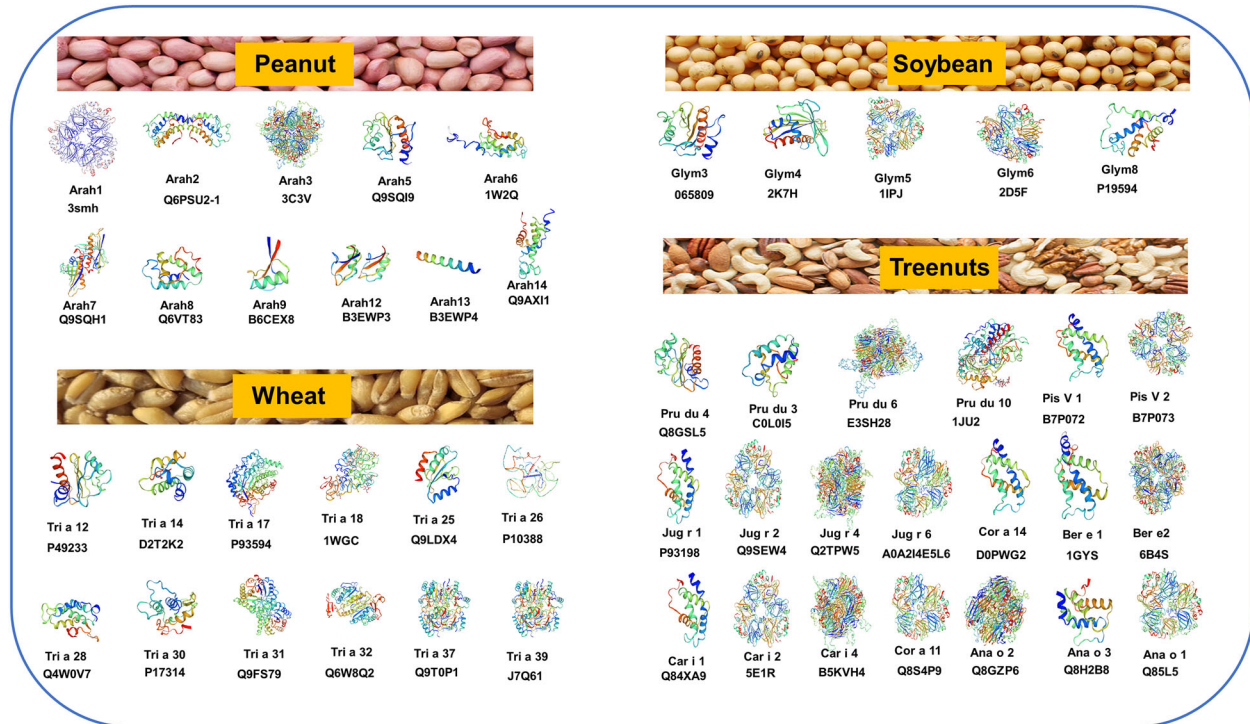 Peanut
Arah1
3smh
Arah2
Q6PSU2-1
Arah3
3C3V
Arah5
Q9SQI9
Arah6
1W2Q
Arah7
Q9SQH1
Arah8
Q6VT83
Arah9
B6CEX8
Arah12
B3EWP3
Arah13
B3EWP4
Arah14
Q9AXI1
Wheat
Tri a 12
P49233
Tri a 14
D2T2K2
Tri a 17
P93594
Tri a 18
1WGC
Tri a 25
Q9LDX4
Tri a 26
P10388
Tri a 28
Q4W0V7
Tri a 30
P17314
Tri a 31
Q9FS79
Tri a 32
Q6W8Q2
Tri a 37
Q9T0P1
Tri a 39
J7Q61
Soybean
Glym3
065809
Glym4
2K7H
Glym5
1IPJ
Glym6
2D5F
Glym8
P19594
Treenuts
Pru du 4
Q8GSL5
Pru du 3
C0L0I5
Pru du 6
E3SH28
Pru du 10
1JU2
Pis V 1
B7P072
Pis V 2
B7P073
Jug r 1
P93198
Jug r 2
Q9SEW4
Jug r 4
Q2TPW5
Jug r 6
A0A2I4E5L6
Cor a 14
D0PWG2
Ber e 1
1GYS
Ber e2
6B4S
Car i 1
Q84XA9
Car i 2
5E1R
Car i 4
B5KVH4
Cor a 11
Q8S4P9
Ana o 2
Q8GZP6
Ana o 3
Q8H2B8
Ana o 1
Q85L5